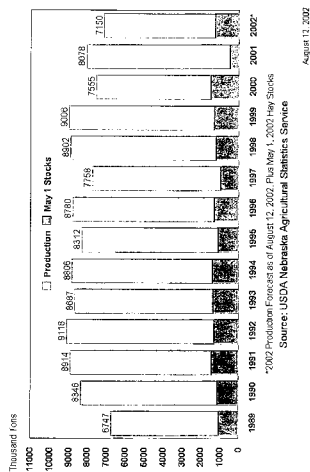 Thousand Tons
11000
10000
9000
8000
7000
6000
5000
4000
3000
2000
1000
0
Production May 1 Stocks
6747 8346 8914 9118 8687 8806 8312 8780 7758 8902 9006 7555 8078 7150
1989 1990 1991 1992 1993 1994 1995 1996 1997 1998 1999 2000 2001 2002*
*2002 Production Forecast as of August 12, 2002, Plus May 1, 2002 Hay Stocks
Source: USDA Nebraska Agricultural Statistics Service
August 12, 2002